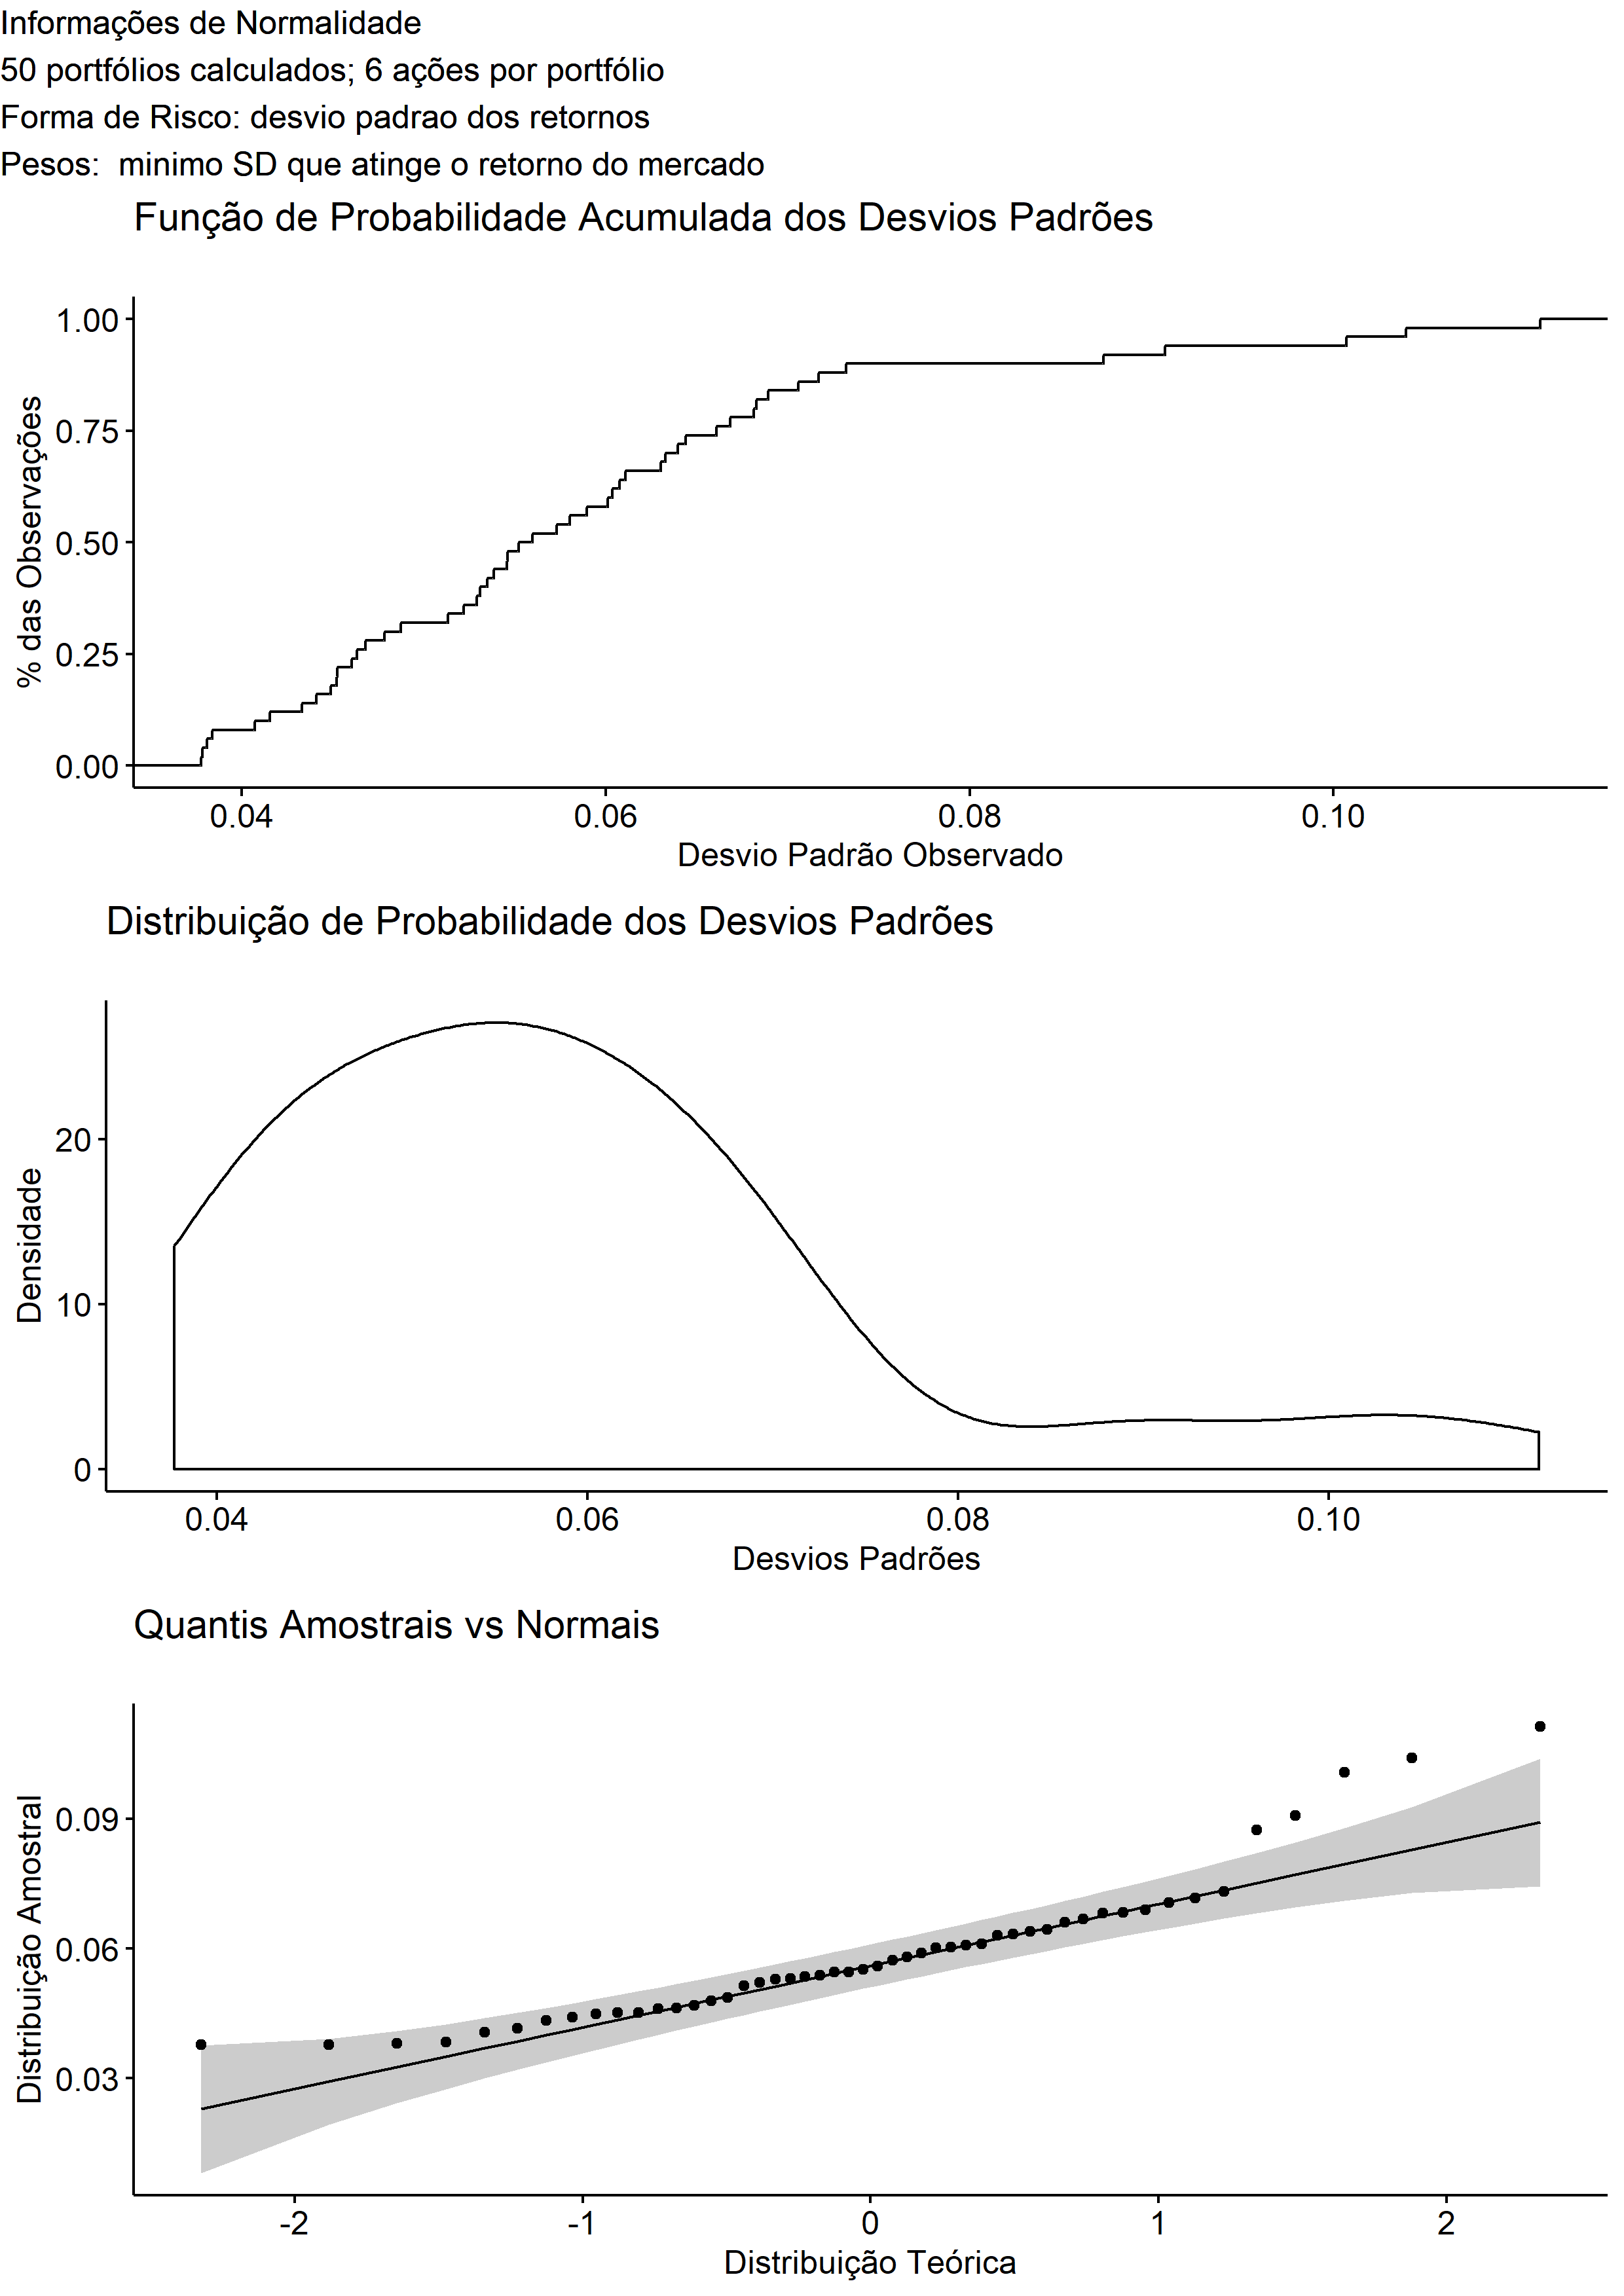 Informações de Normalidade
50 portfólios calculados; 6 ações por portfólio
Forma de Risco: desvio padrao dos retornos
Pesos:  minimo SD que atinge o retorno do mercado
Função de Probabilidade Acumulada dos Desvios Padrões
% das Observações
1.00
0.75
0.50
0.25
0.00
0.04 0.06 0.08 0.10
Desvio Padrão Observado
Distribuição de Probabilidade dos Desvios Padrões
Densidade
20
10
0
0.04 0.06 0.08 0.10
Desvios Padrões
Quantis Amostrais vs Normais
Distribuição Amostral
0.09
0.06
0.03
-2 -1 0 1 2
Distribuição Teórica